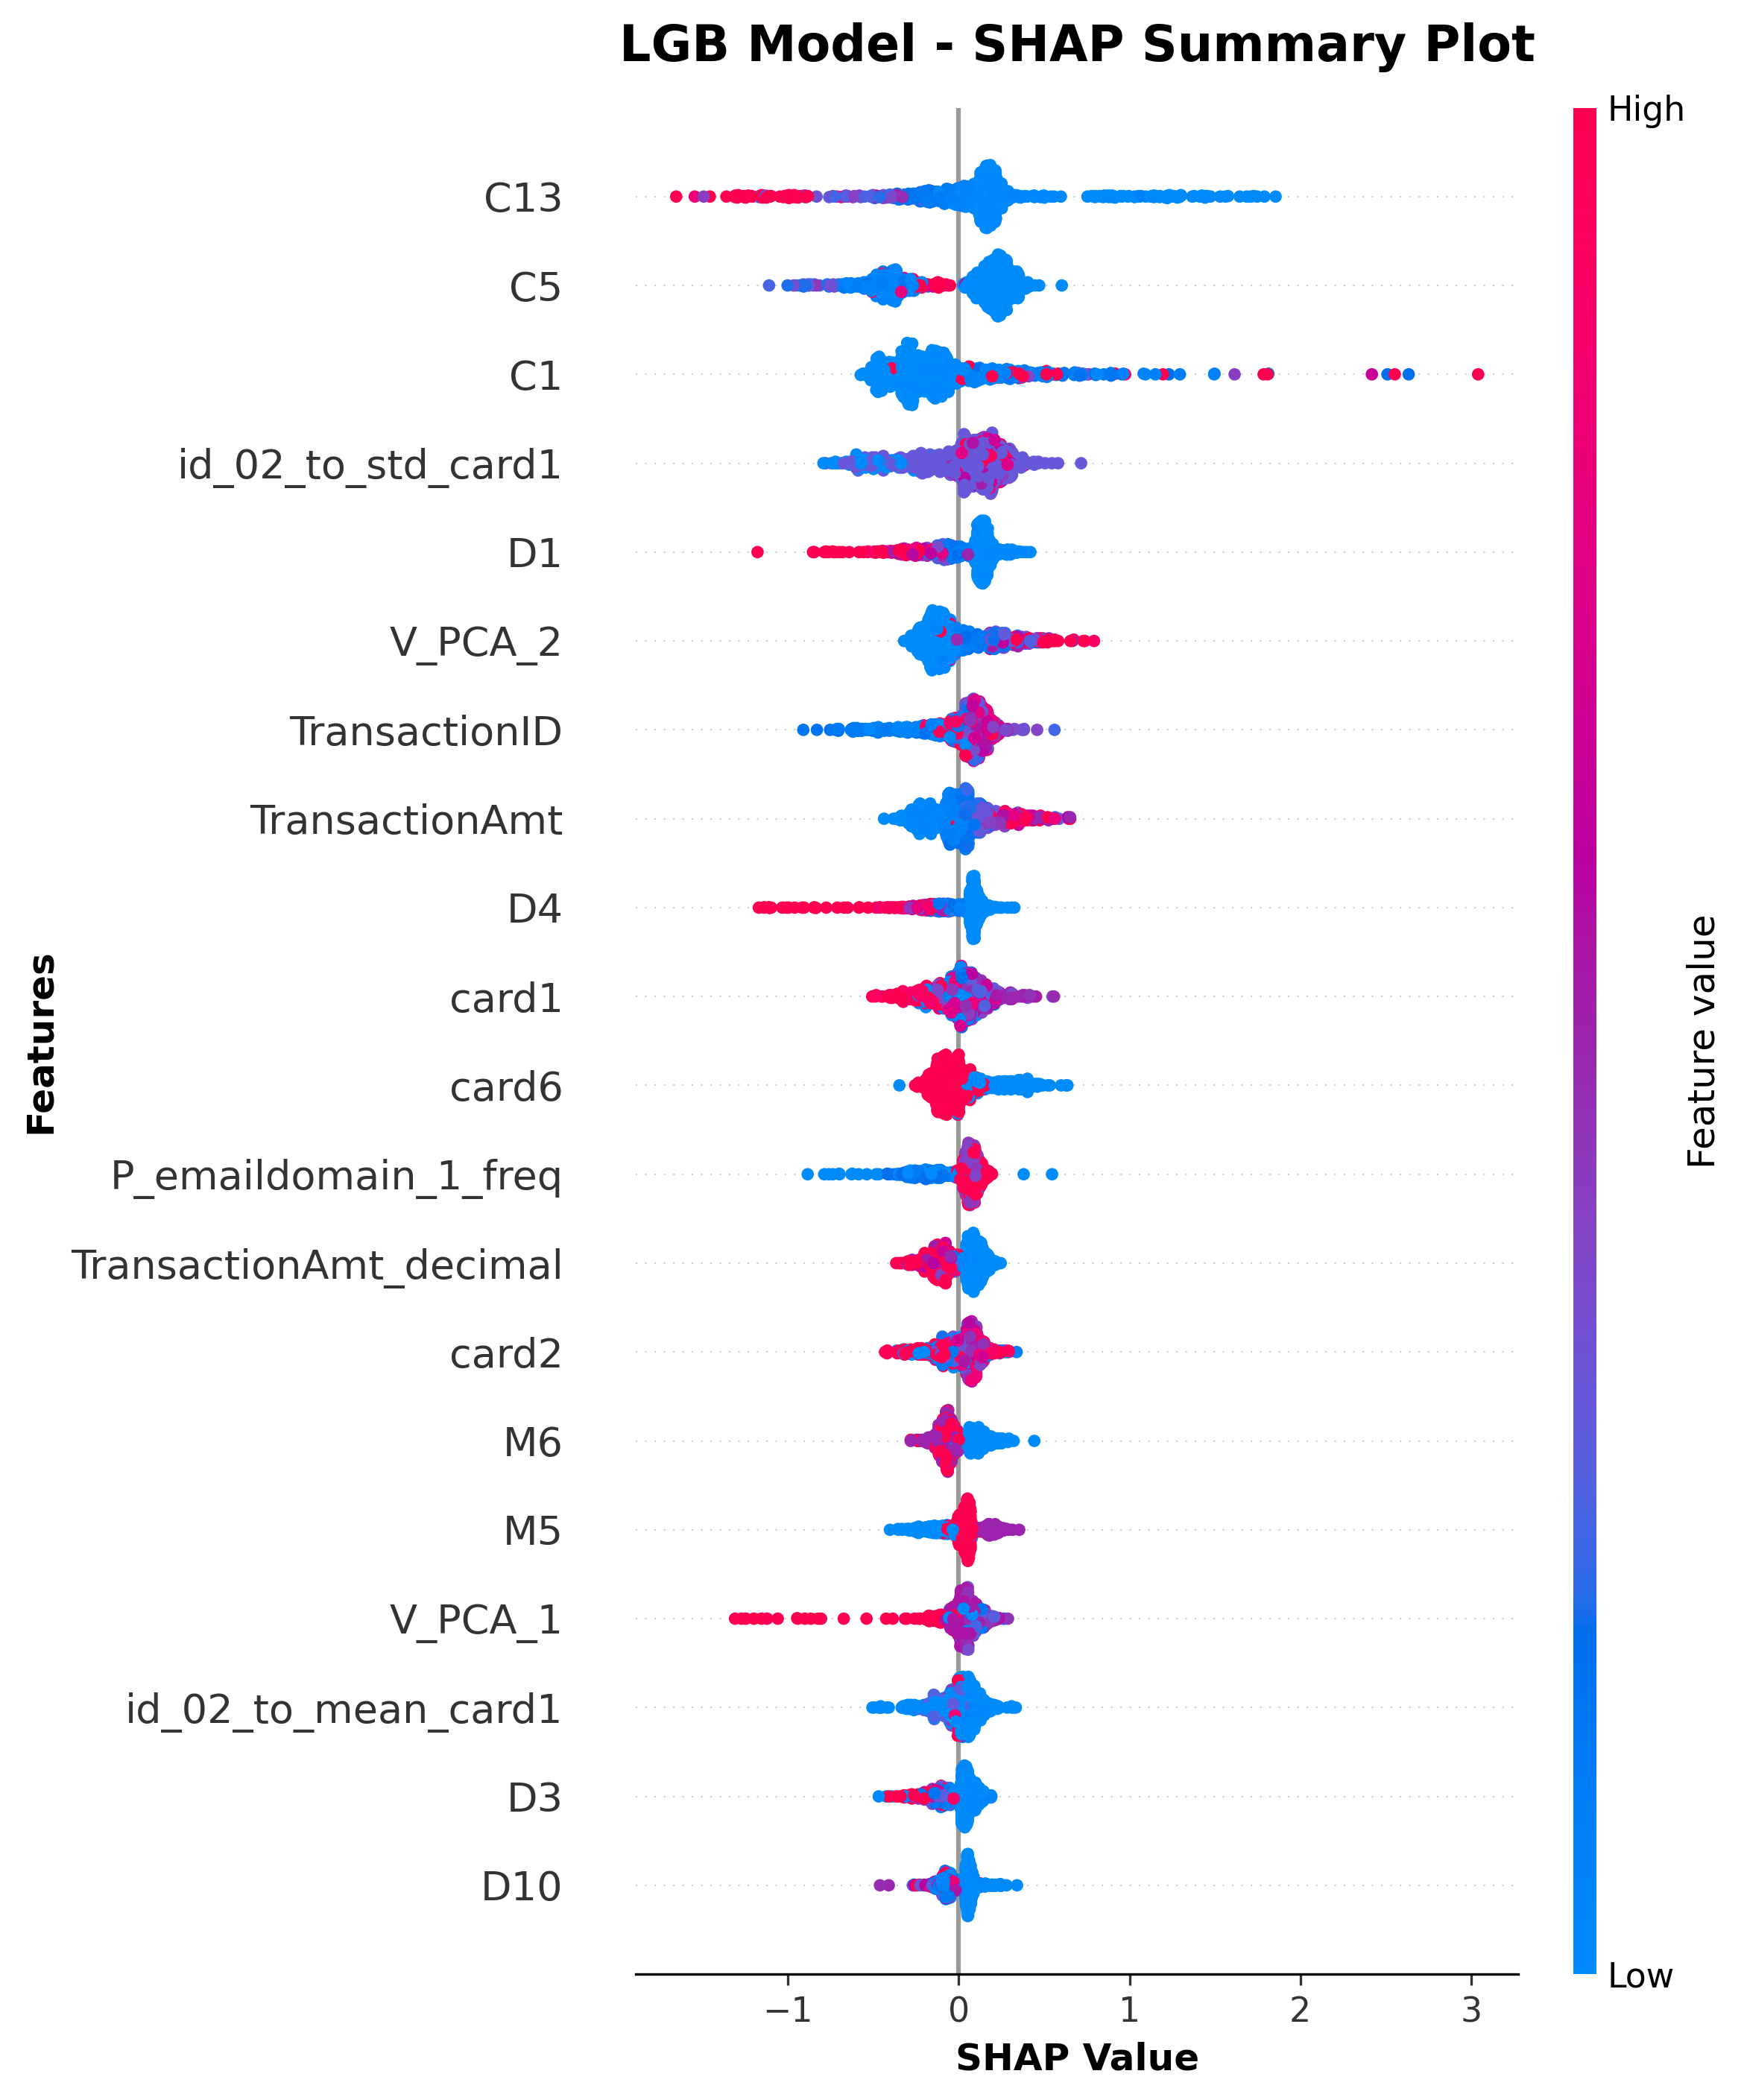 LGB Model - SHAP Summary Plot
High
C13
C5
C1
id_02_to_std_card1
D1
V_PCA_2
TransactionID
TransactionAmt
D4
card1
card6
P_emaildomain_1_freq
TransactionAmt_decimal
card2
M6
M5
V_PCA_1
id_02_to_mean_card1
D3
D10
Features
Feature value
Low
−1 0 1 2 3
SHAP Value